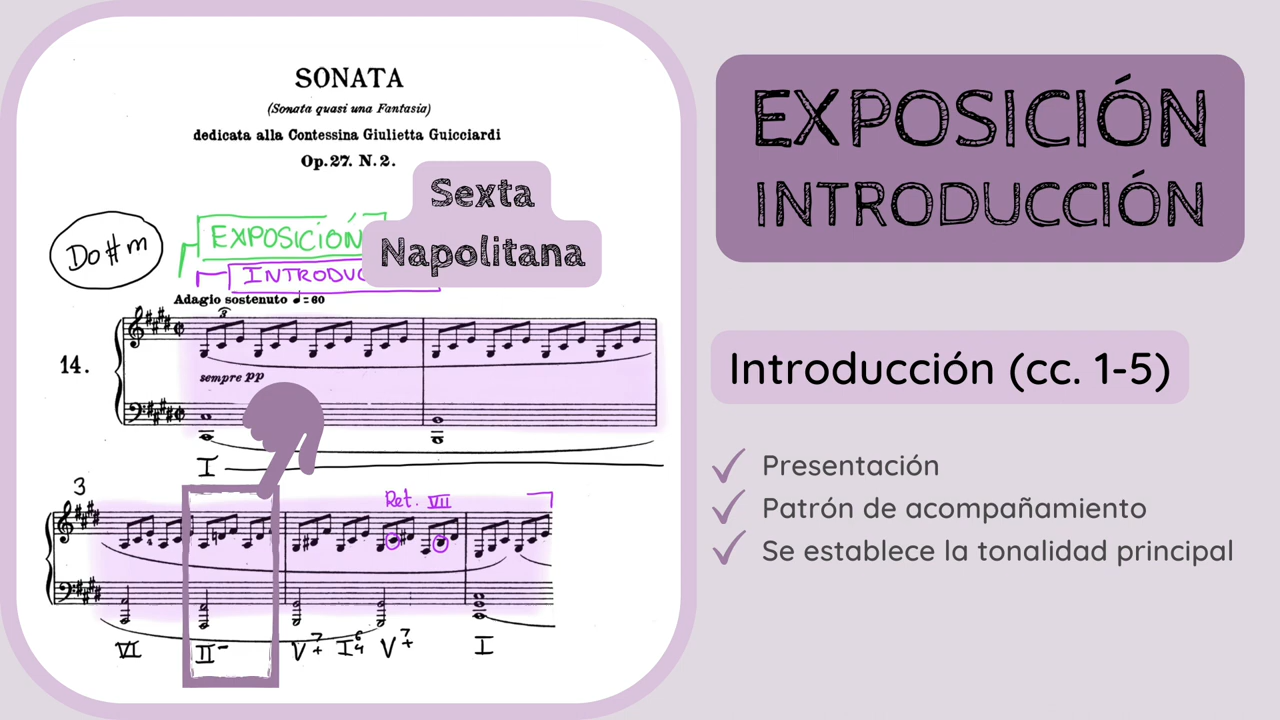 SONATA
(Sonata quasi una Fantasia)
dedicata alla Contessina Giulietta Guicciardi
Op. 27. N. 2.
Sexta
Napolitana
Do#m
EXPOSICIÓN
INTRODUC
Adagio sostenuto ♩=60
3
14.
sempre pp
I
3
Ret. VII
VI II- V7+ I64 V7+ I
EXPOSICIÓN
INTRODUCCIÓN
Introducción (cc. 1-5)
✓ Presentación
✓ Patrón de acompañamiento
✓ Se establece la tonalidad principal